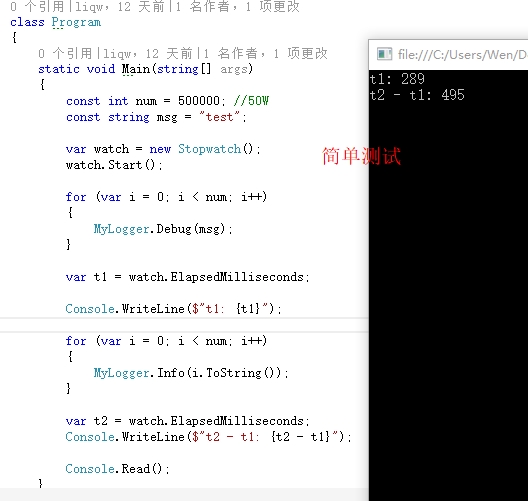 0 个引用|liqw，12 天前|1 名作者，1 项更改
class Program
{
0 个引用|liqw，12 天前|1 名作者，1 项更改
static void Main(string[] args)
{
const int num = 500000; //50W
const string msg = "test";
var watch = new Stopwatch();
watch.Start();
for (var i = 0; i < num; i++)
{
MyLogger.Debug(msg);
}
var t1 = watch.ElapsedMilliseconds;
Console.WriteLine($"t1: {t1}");
for (var i = 0; i < num; i++)
{
MyLogger.Info(i.ToString());
}
var t2 = watch.ElapsedMilliseconds;
Console.WriteLine($"t2 - t1: {t2 - t1}");
Console.Read();
}
file:///C:/Users/Wen/D
t1: 289
t2 - t1: 495
简单测试